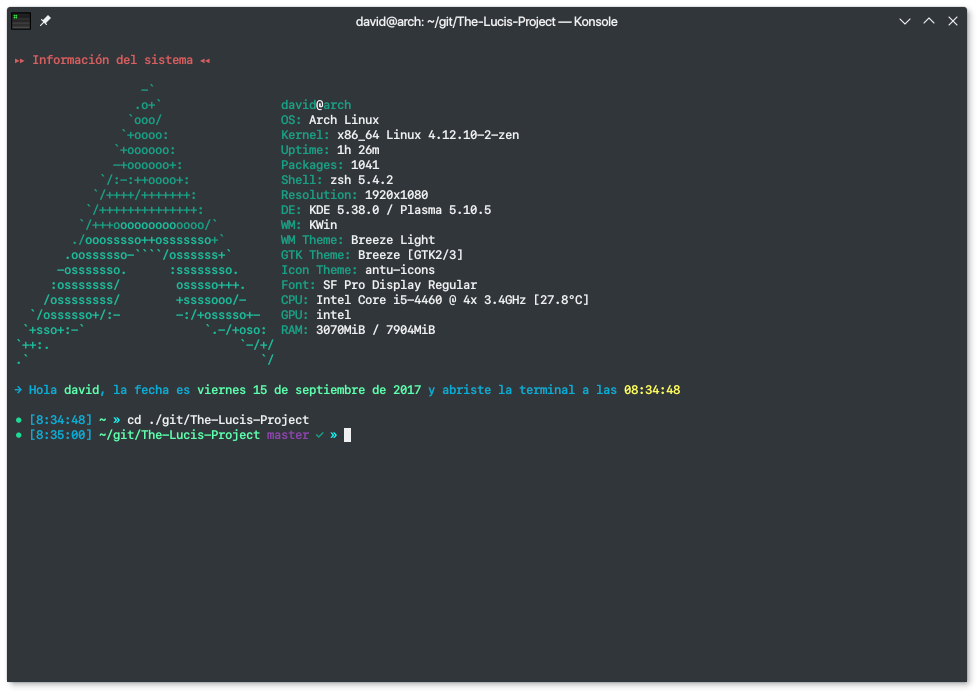 david@arch: ~/git/The-Lucis-Project — Konsole
▸▸ Información del sistema ◂◂
-`
.o+`
david@arch
`ooo/
OS: Arch Linux
`+oooo:
Kernel: x86_64 Linux 4.12.10-2-zen
`+oooooo:
Uptime: 1h 26m
-+oooooo+:
Packages: 1041
`/:-:++oooo+:
Shell: zsh 5.4.2
`/++++/+++++++:
Resolution: 1920x1080
`/++++++++++++++:
DE: KDE 5.38.0 / Plasma 5.10.5
`/+++ooooooooooooo/`
WM: KWin
./ooosssso++osssssso+`
WM Theme: Breeze Light
.oossssso-````/ossssss+`
GTK Theme: Breeze [GTK2/3]
-osssssso.      :ssssssso.
Icon Theme: antu-icons
:osssssss/        osssso+++.
Font: SF Pro Display Regular
/ossssssss/        +ssssooo/-
CPU: Intel Core i5-4460 @ 4x 3.4GHz [27.8°C]
`/ossssso+/:-        -:/+osssso+-
GPU: intel
`+sso+:-`                 `.-/+oso:
RAM: 3070MiB / 7904MiB
`++:.                           `-/+/
.`                                 `/
→ Hola david, la fecha es viernes 15 de septiembre de 2017 y abriste la terminal a las 08:34:48
● [8:34:48] ~ » cd ./git/The-Lucis-Project
● [8:35:00] ~/git/The-Lucis-Project master ✓ »